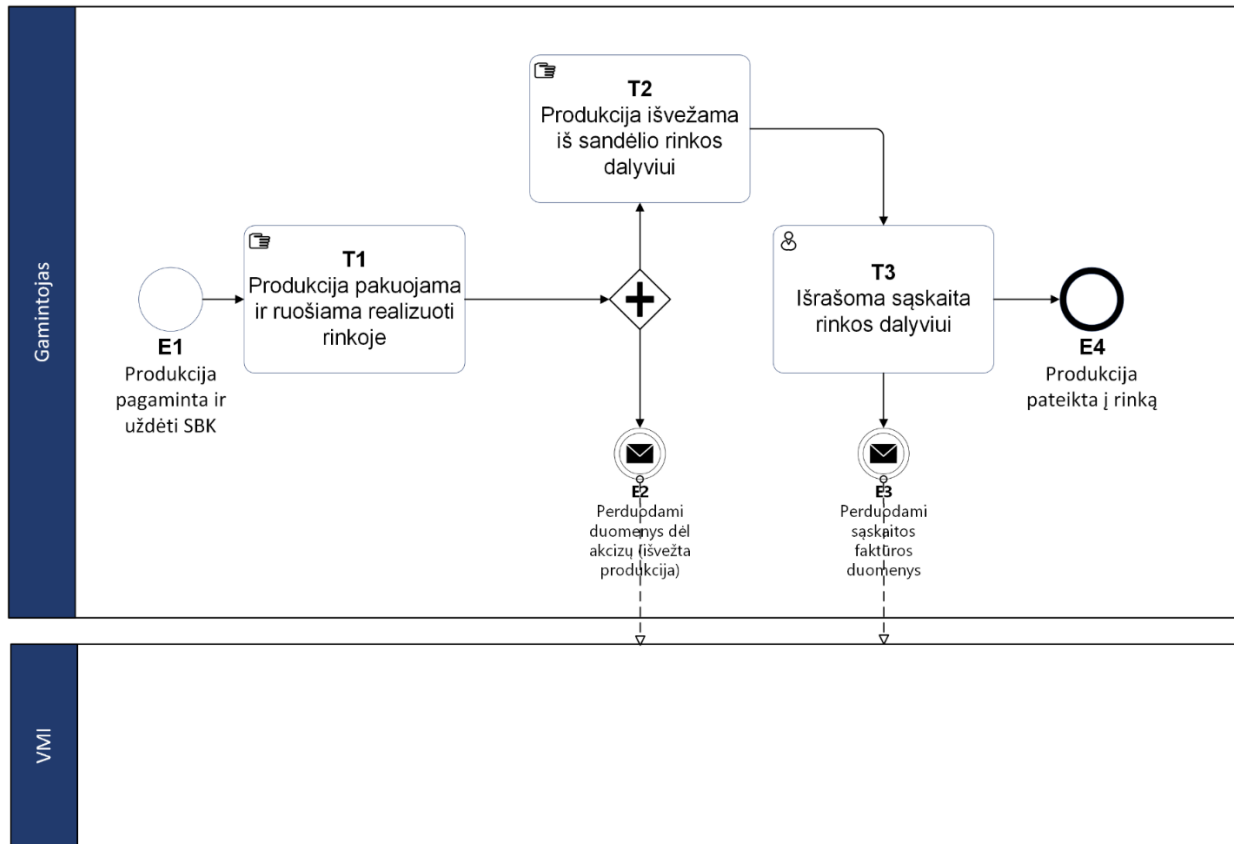 Gamintojas
E1
Produkcija
pagaminta ir
uždėti SBK
T1
Produkcija pakuojama
ir ruošiama realizuoti
rinkoje
T2
Produkcija išvežama
iš sandėlio rinkos
dalyviui
E2
Perduodami
duomenys dėl
akcizų (išvežta
produkcija)
T3
Išrašoma sąskaita
rinkos dalyviui
E3
Perduodami
sąskaitos
faktūros
duomenys
E4
Produkcija
pateikta į rinką
VMI